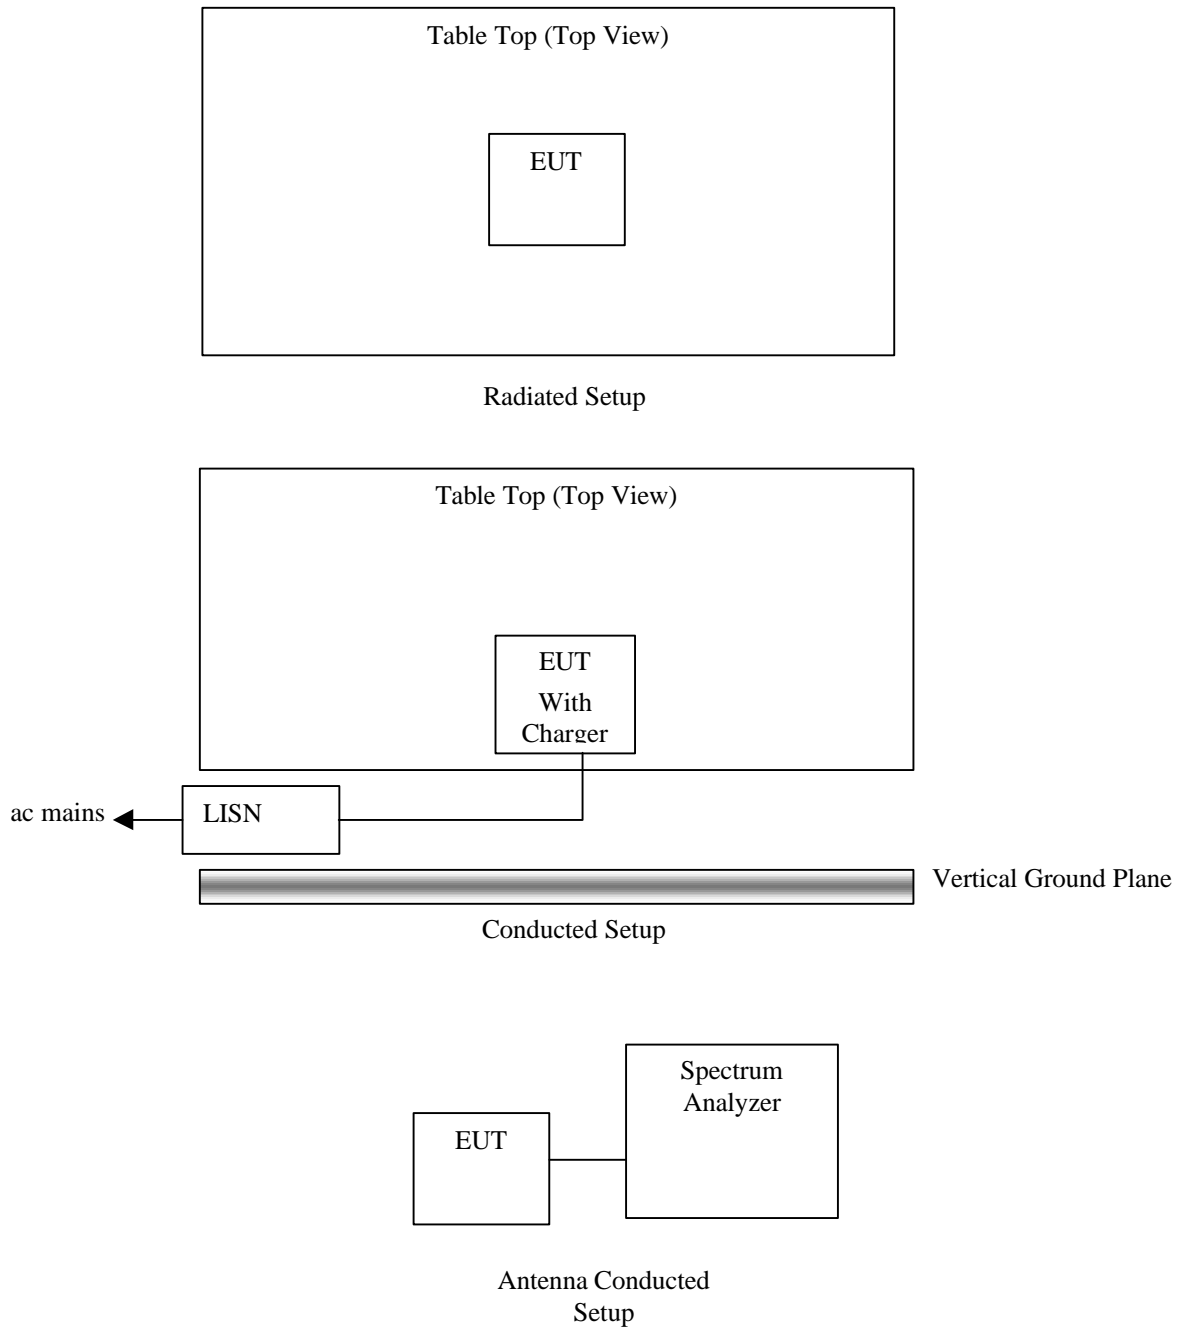 Table Top (Top View)
EUT
Radiated Setup
Table Top (Top View)
EUT
With
Charger
ac mains
LISN
Vertical Ground Plane
Conducted Setup
Spectrum
Analyzer
EUT
Antenna Conducted
Setup